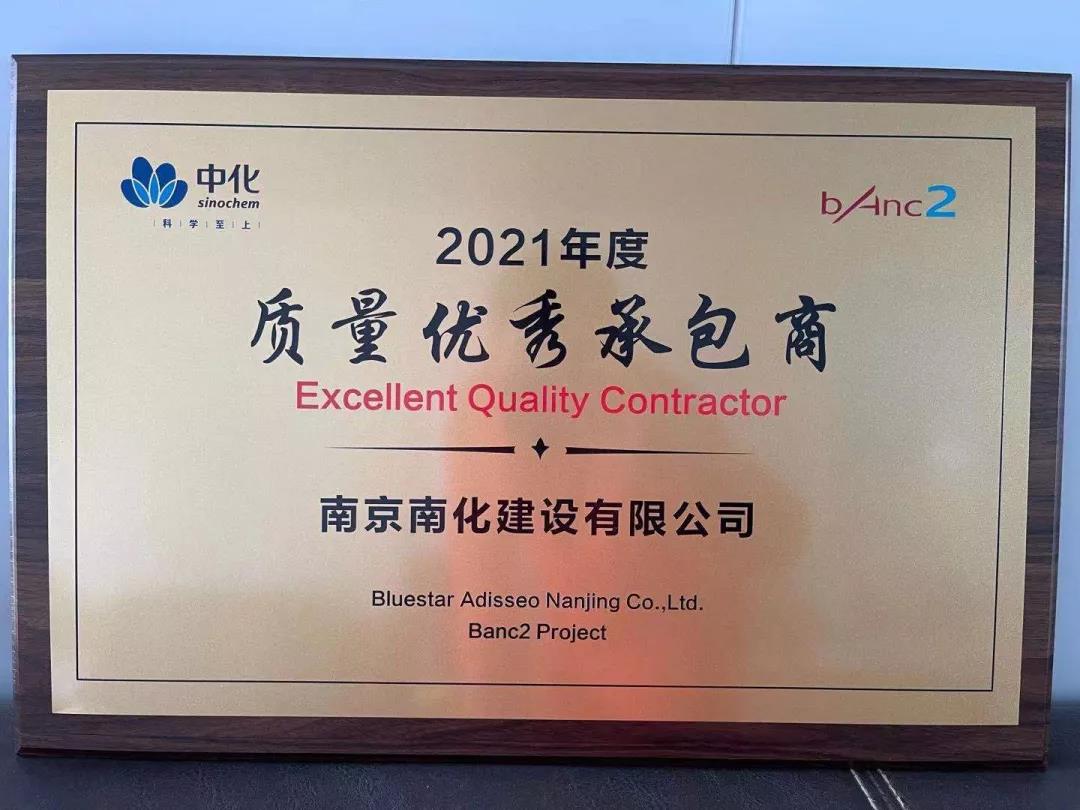 中化
sinochem
科学至上
bAnc2
2021年度
质量优秀承包商
Excellent Quality Contractor
南京南化建设有限公司
Bluestar Adisseo Nanjing Co.,Ltd.
Banc2 Project